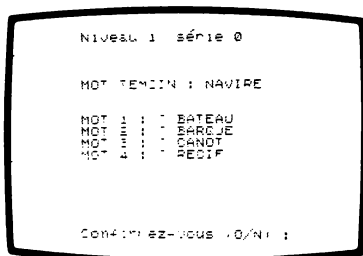 Niveau 1 série 0
MOT TEMOIN : NAVIRE
MOT 1 : BATEAU
MOT 2 : BARQUE
MOT 3 : CANOT
MOT 4 : RECIF
Confirmez-vous (O/N) :